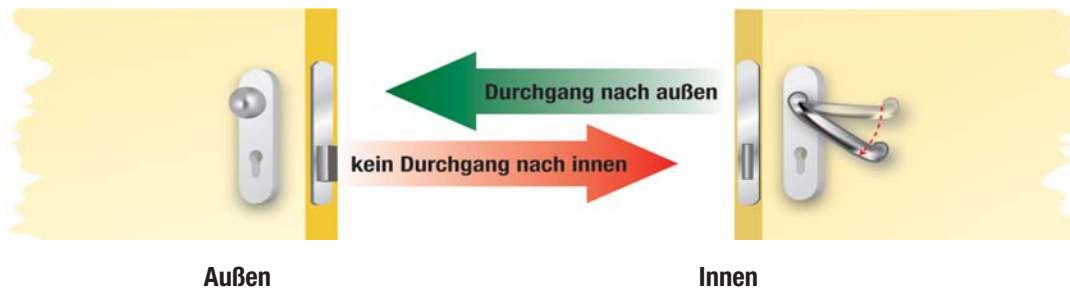 Durchgang nach außen
kein Durchgang nach innen
Außen
Innen